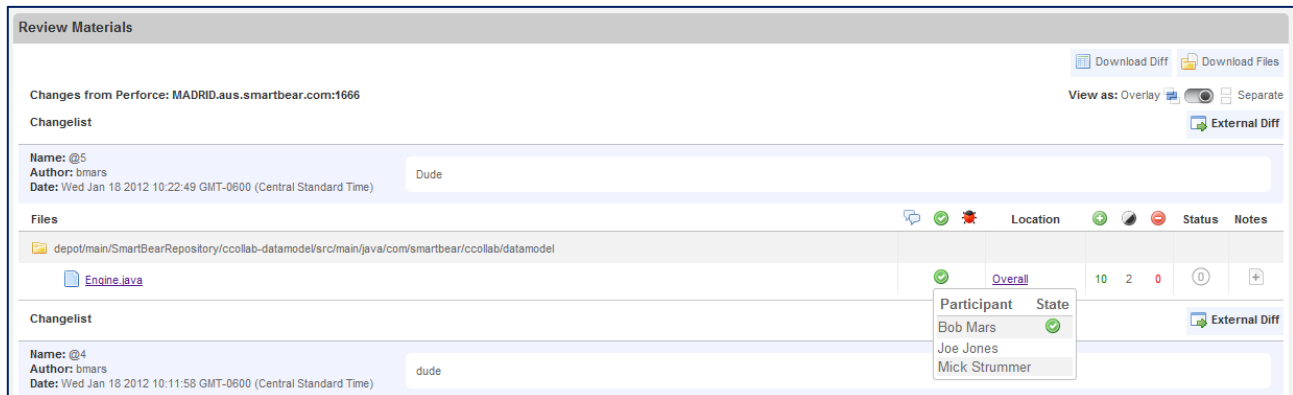 Review Materials
Download Diff Download Files
Changes from Perforce: MADRID.aus.smartbear.com:1666 View as: Overlay Separate
Changelist External Diff
Name: @5
Author: bmars
Date: Wed Jan 18 2012 10:22:49 GMT-0600 (Central Standard Time)
Dude
Files Location Status Notes
depot/main/SmartBearRepository/ccollab-datamodel/src/main/java/com/smartbear/ccollab/datamodel
Engine.java Overall 10 2 0 0
Participant State
Bob Mars
Joe Jones
Mick Strummer
Changelist External Diff
Name: @4
Author: bmars
Date: Wed Jan 18 2012 10:11:58 GMT-0600 (Central Standard Time)
dude